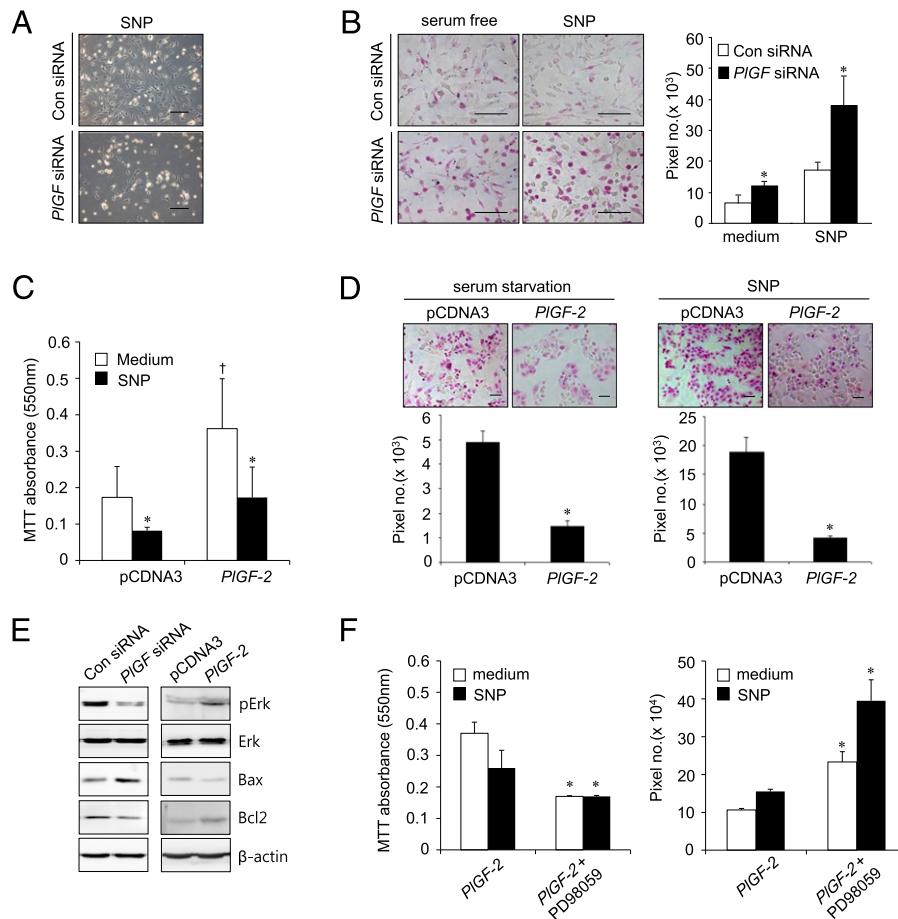 A
SNP
Con siRNA
PlGF siRNA
B
serum free
SNP
Con siRNA
PlGF siRNA
Pixel no.(x 10³)
60
50
40
30
20
10
0
Con siRNA
PlGF siRNA
*
*
medium
SNP
C
MTT absorbance (550nm)
0.6
0.5
0.4
0.3
0.2
0.1
0
Medium
SNP
*
†
*
pCDNA3
PlGF-2
D
serum starvation
SNP
pCDNA3
PlGF-2
pCDNA3
PlGF-2
Pixel no.(x 10³)
6
5
4
3
2
1
0
*
pCDNA3
PlGF-2
Pixel no.(x 10³)
25
20
15
10
5
0
*
pCDNA3
PlGF-2
E
Con siRNA
PlGF siRNA
pCDNA3
PlGF-2
pErk
Erk
Bax
Bcl2
β-actin
F
MTT absorbance (550nm)
0.6
0.5
0.4
0.3
0.2
0.1
0
medium
SNP
*
*
PlGF-2
PlGF-2+
PD98059
Pixel no.(x 10⁴)
50
40
30
20
10
0
medium
SNP
*
*
PlGF-2
PlGF-2+
PD98059